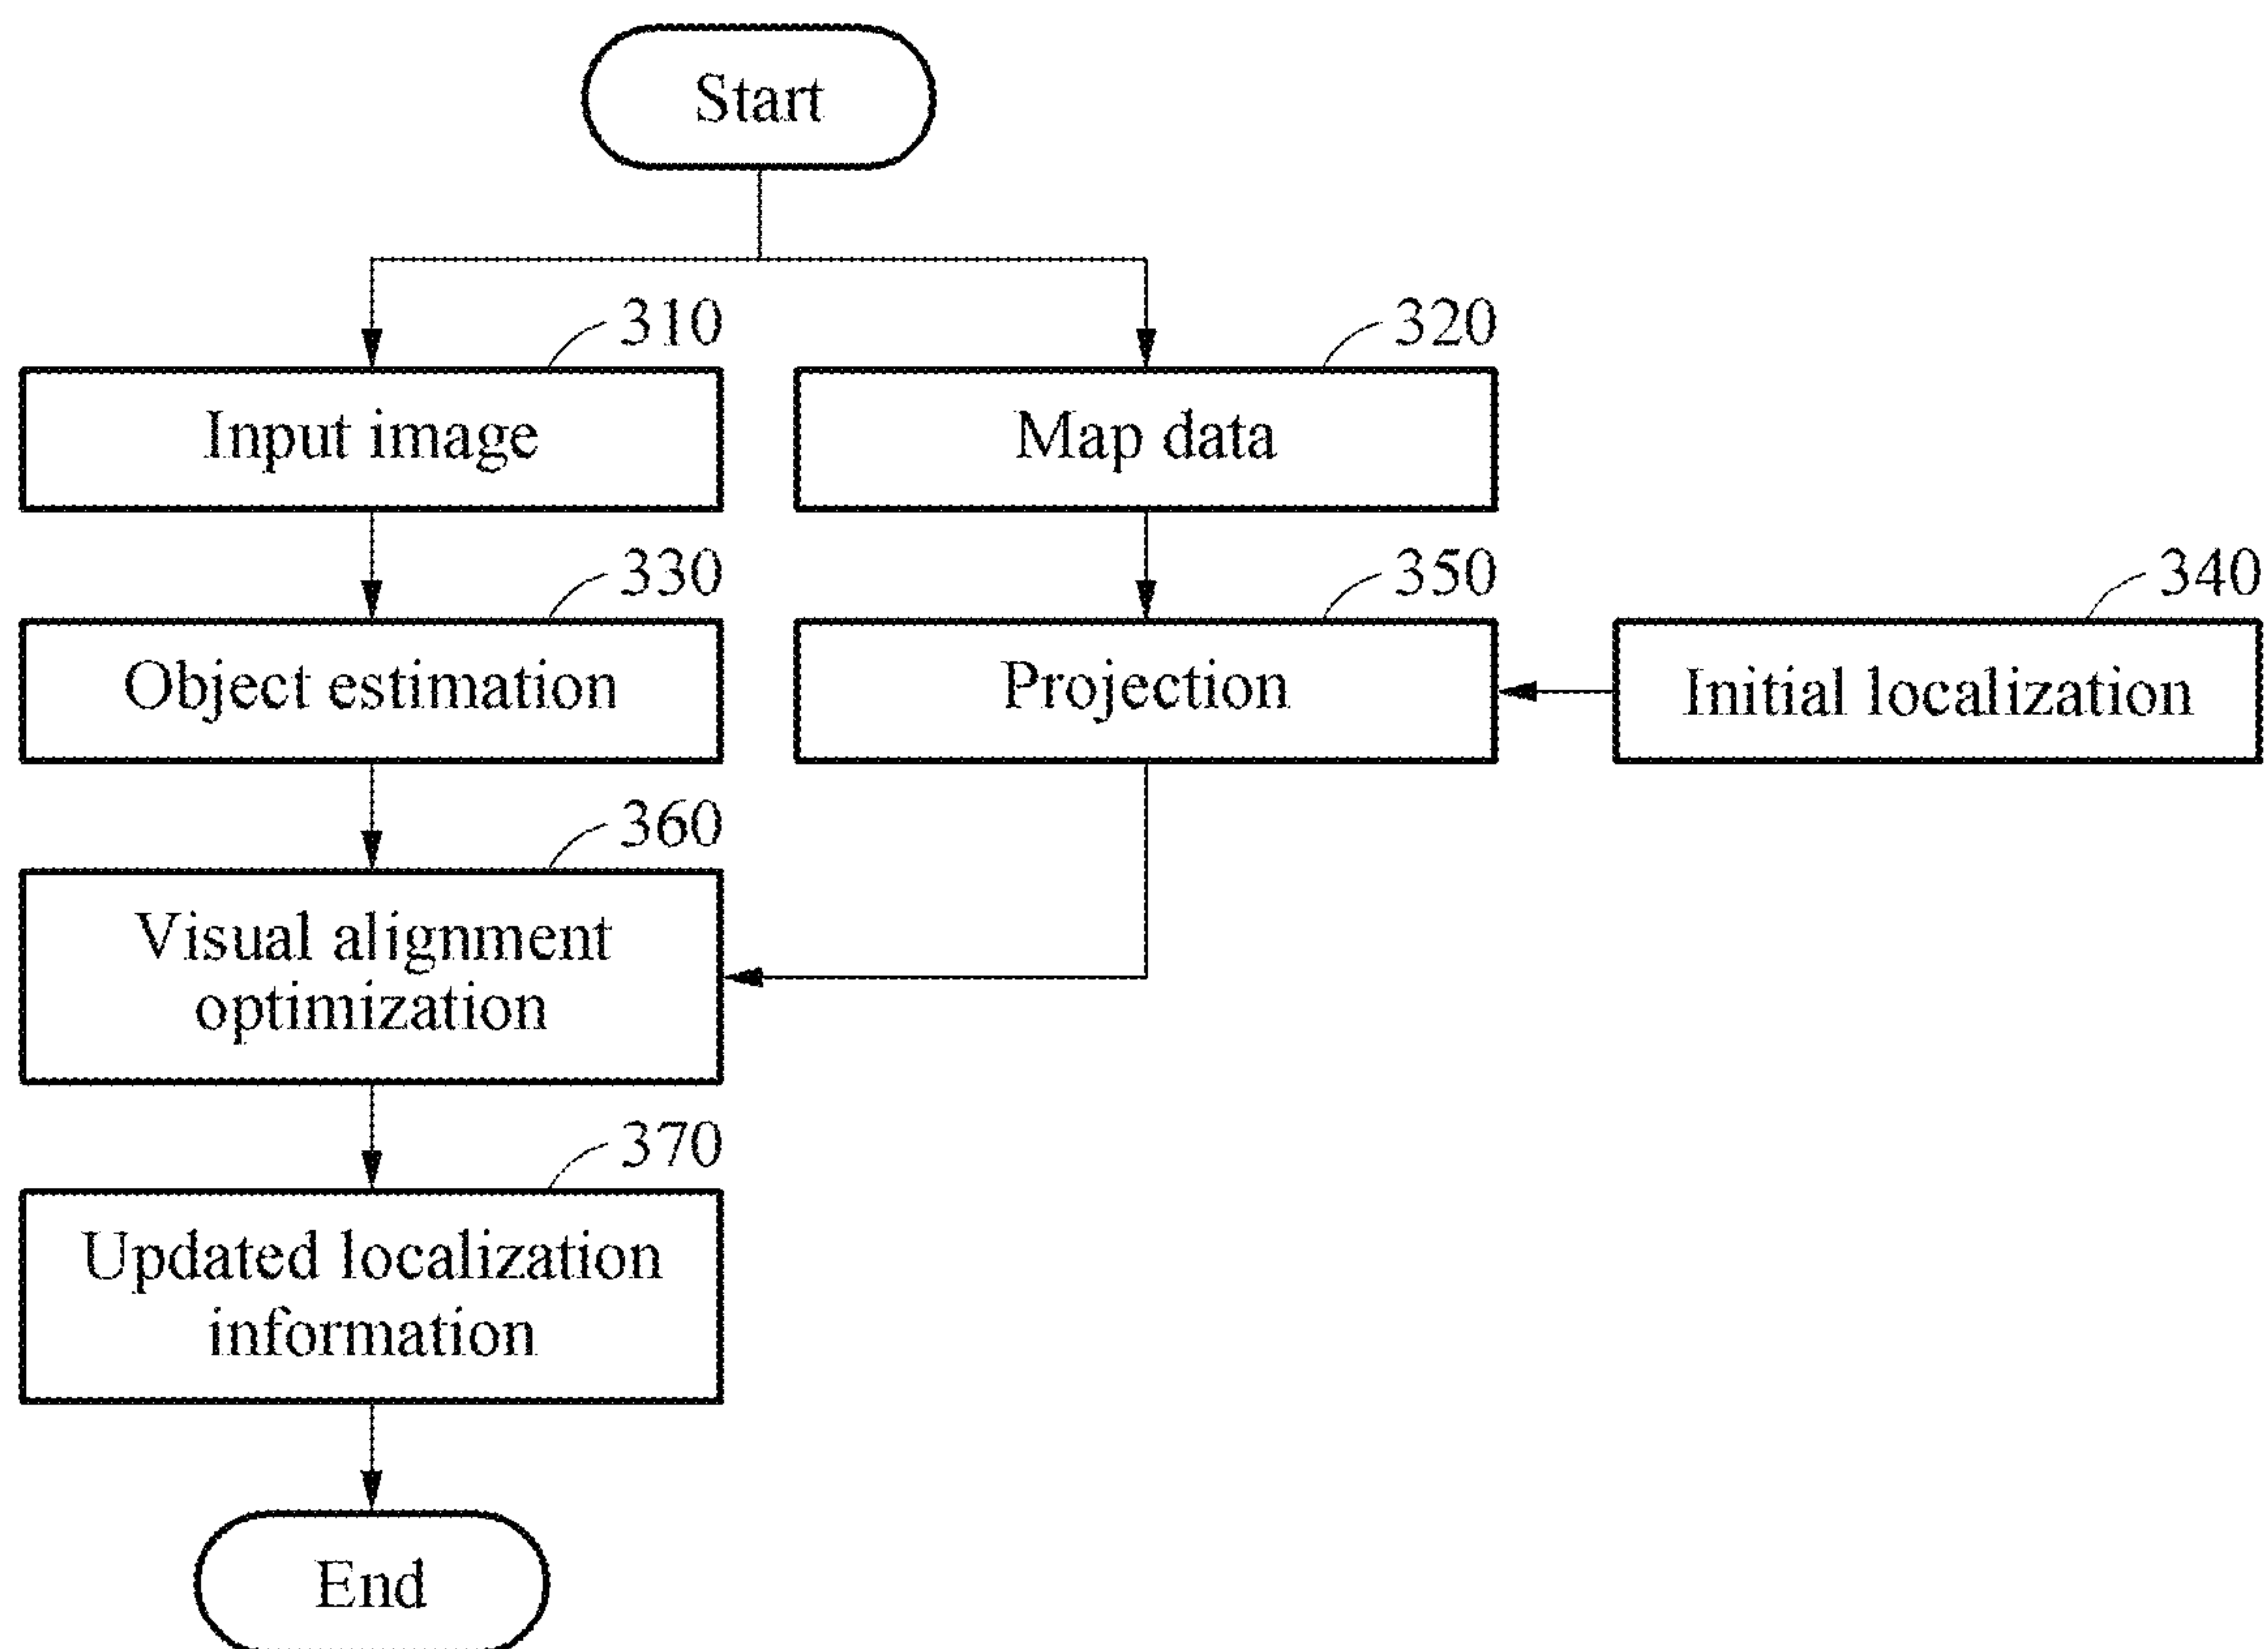 Start
310
320
Input image
Map data
330
350
340
Object estimation
Projection
Initial localization
360
Visual alignment
optimization
370
Updated localization
information
End